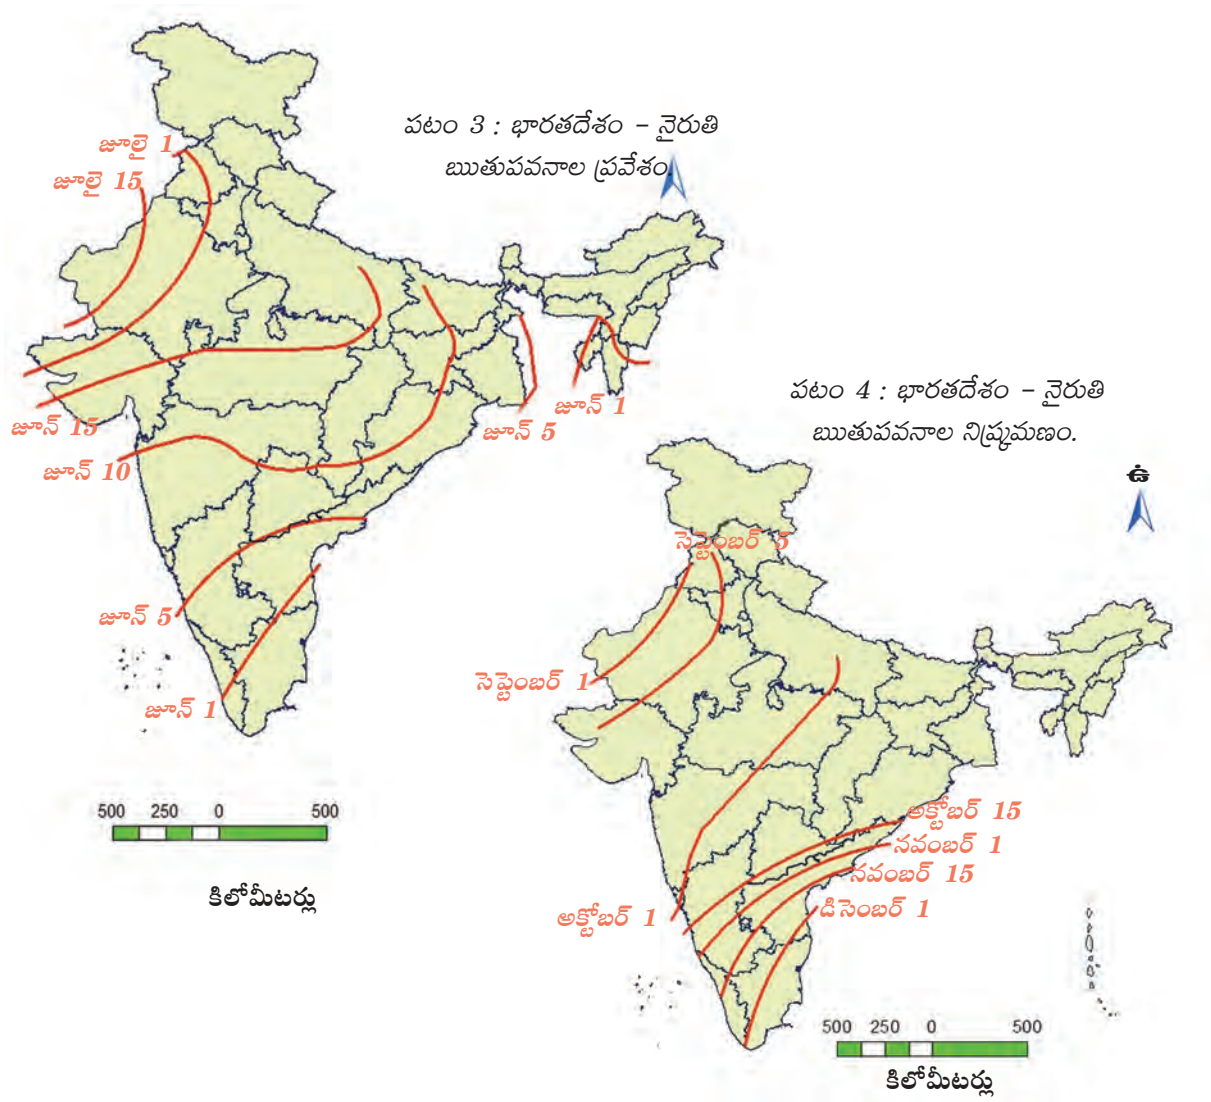 పటం 3 : భారతదేశం – నైరుతి
ఋతుపవనాల ప్రవేశం.
జూలై 1
జూలై 15
జూన్ 15
జూన్ 10
జూన్ 5
జూన్ 1
జూన్ 5
జూన్ 1
500 250 0 500
కిలోమీటర్లు
పటం 4 : భారతదేశం – నైరుతి
ఋతుపవనాల నిష్క్రమణం.
ఉ
సెప్టెంబర్ 5
సెప్టెంబర్ 1
అక్టోబర్ 15
నవంబర్ 1
నవంబర్ 15
డిసెంబర్ 1
అక్టోబర్ 1
500 250 0 500
కిలోమీటర్లు